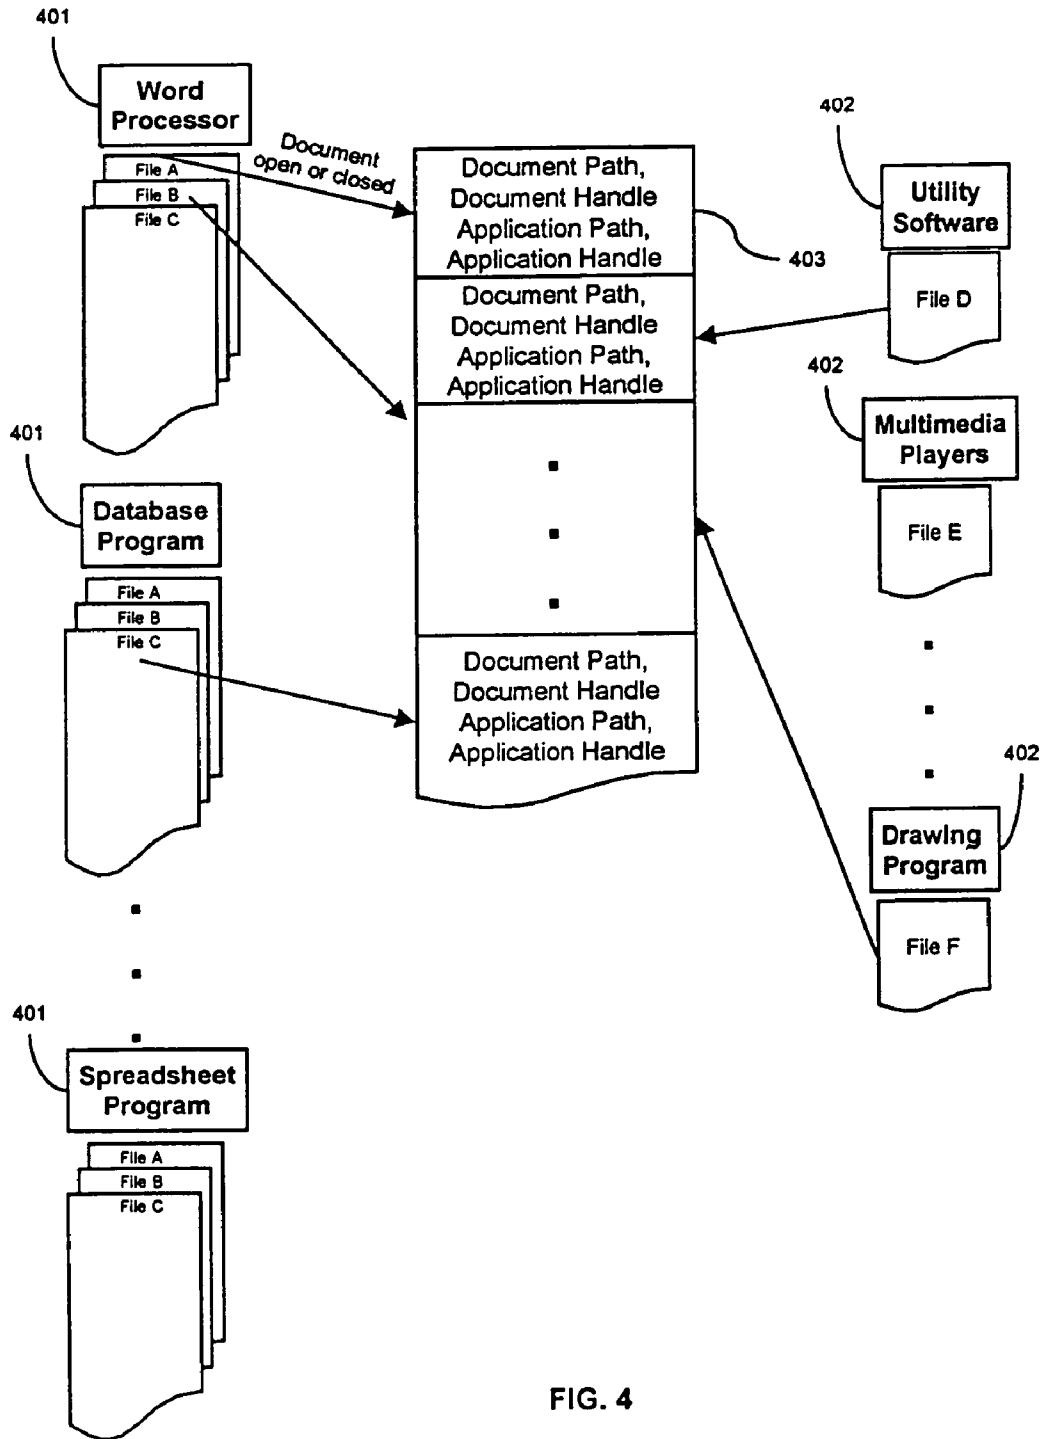 401
Word
Processor
File A
File B
File C
Document
open or closed
401
Database
Program
File A
File B
File C
401
Spreadsheet
Program
File A
File B
File C
Document Path,
Document Handle
Application Path,
Application Handle
Document Path,
Document Handle
Application Path,
Application Handle
Document Path,
Document Handle
Application Path,
Application Handle
403
402
Utility
Software
File D
402
Multimedia
Players
File E
402
Drawing
Program
File F
FIG. 4